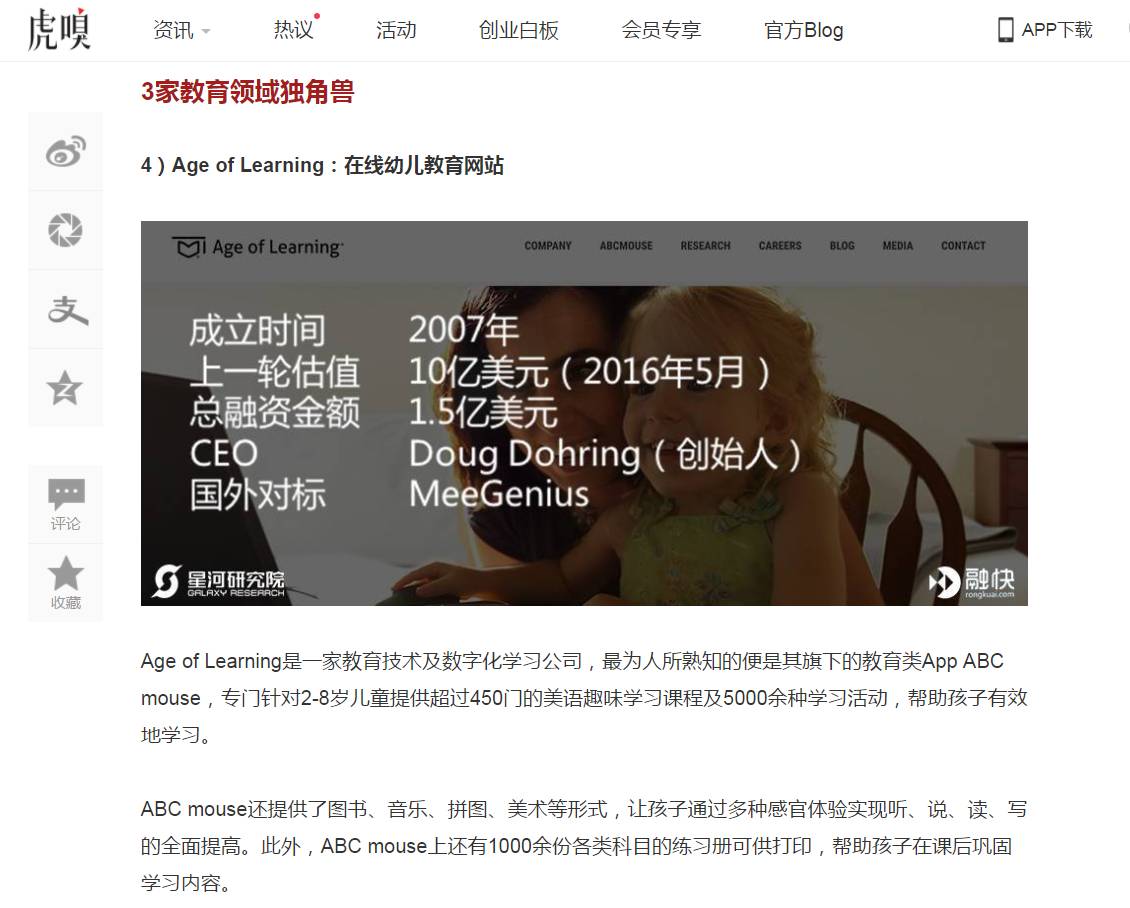 虎嗅
资讯
热议
活动
创业白板
会员专享
官方Blog
APP下载
3家教育领域独角兽
4）Age of Learning：在线幼儿教育网站
Age of Learning
COMPANY
ABCMOUSE
RESEARCH
CAREERS
BLOG
MEDIA
CONTACT
成立时间 2007年
上一轮估值 10亿美元（2016年5月）
总融资金额 1.5亿美元
CEO Doug Dohring（创始人）
国外对标 MeeGenius
星河研究院
GALAXY RESEARCH
融快
rongkuai.com
支
评论
收藏
Age of Learning是一家教育技术及数字化学习公司，最为人所熟知的便是其旗下的教育类App ABC
mouse，专门针对2-8岁儿童提供超过450门的美语趣味学习课程及5000余种学习活动，帮助孩子有效
地学习。
ABC mouse还提供了图书、音乐、拼图、美术等形式，让孩子通过多种感官体验实现听、说、读、写
的全面提高。此外，ABC mouse上还有1000余份各类科目的练习册可供打印，帮助孩子在课后巩固
学习内容。